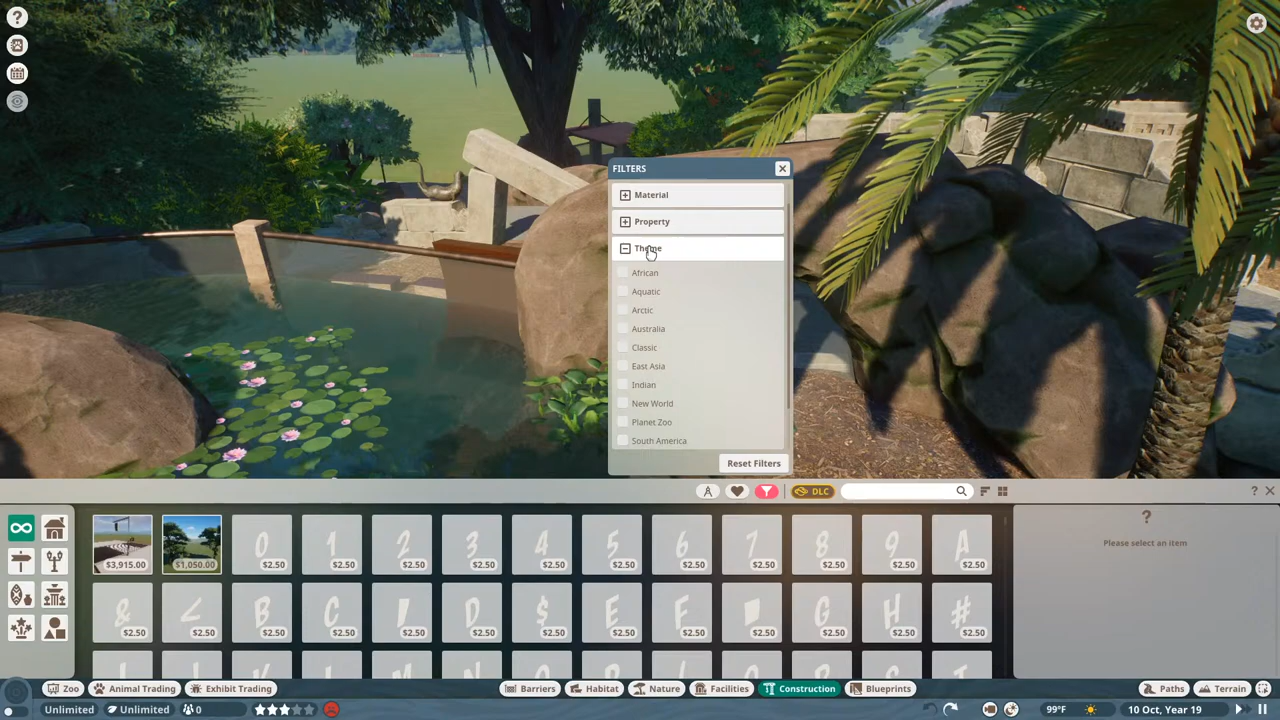 ?
FILTERS
Material
Property
Theme
African
Aquatic
Arctic
Australia
Classic
East Asia
Indian
New World
Planet Zoo
South America
Reset Filters
DLC
?
$3,915.00
$1,050.00
0 $2.50
1 $2.50
2 $2.50
3 $2.50
4 $2.50
5 $2.50
6 $2.50
7 $2.50
8 $2.50
9 $2.50
A $2.50
& $2.50
< $2.50
B $2.50
C $2.50
$2.50
D $2.50
$ $2.50
E $2.50
F $2.50
$2.50
G $2.50
H $2.50
# $2.50
?
Please select an item
Zoo
Animal Trading
Exhibit Trading
Barriers
Habitat
Nature
Facilities
Construction
Blueprints
Paths
Terrain
Unlimited
Unlimited
0
99°F
10 Oct, Year 19